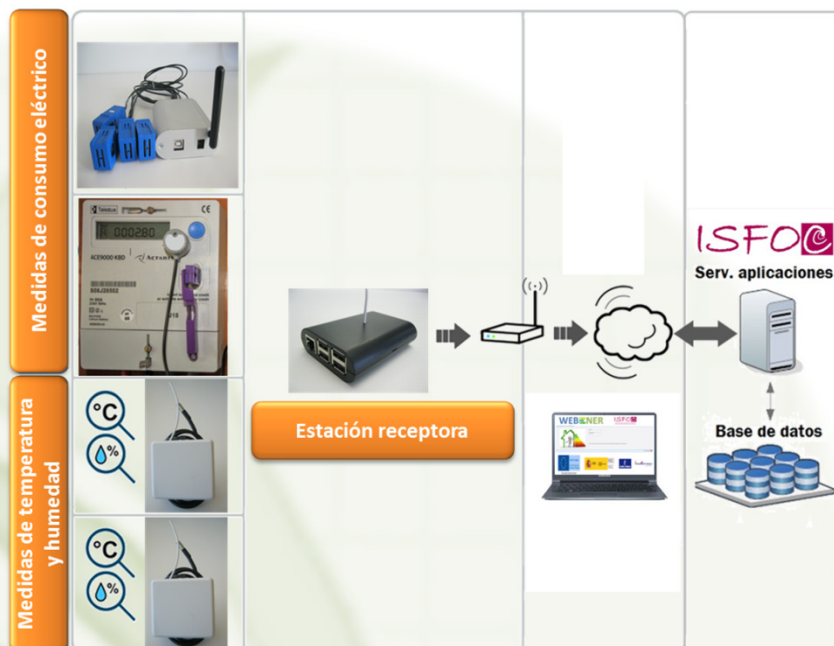 Medidas de consumo eléctrico
Medidas de temperatura
y humedad
000280
ACE9000 KBD
ACTARIS
CE
°C
%
°C
%
Estación receptora
WEBENER
ISFOC
ISFOC
Serv. aplicaciones
Base de datos